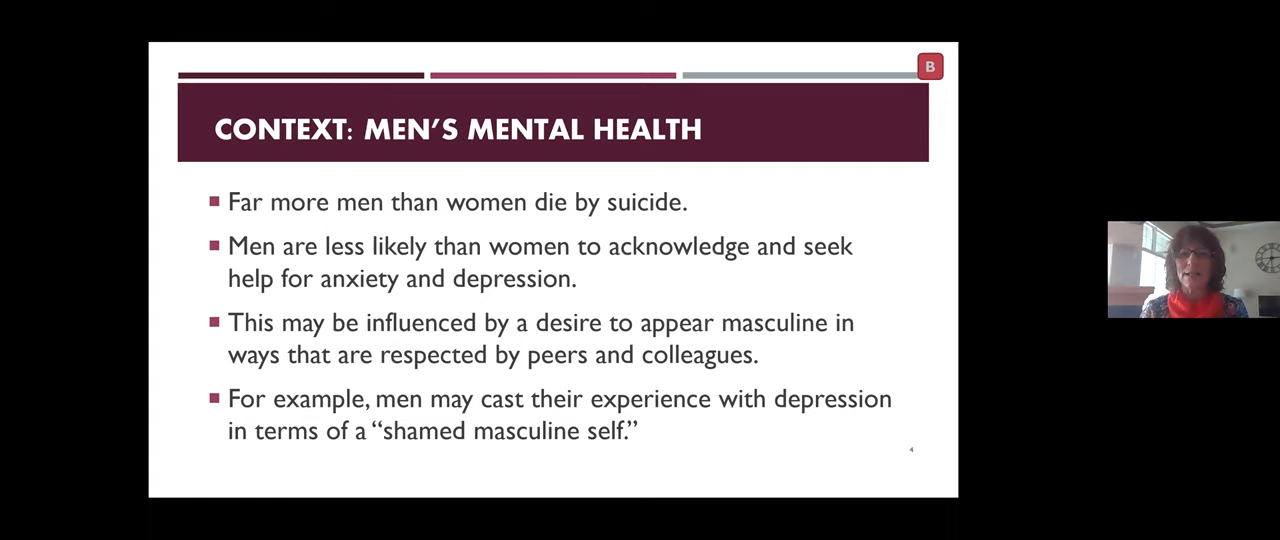 B
CONTEXT: MEN'S MENTAL HEALTH
Far more men than women die by suicide.
Men are less likely than women to acknowledge and seek
help for anxiety and depression.
This may be influenced by a desire to appear masculine in
ways that are respected by peers and colleagues.
For example, men may cast their experience with depression
in terms of a “shamed masculine self.”
4